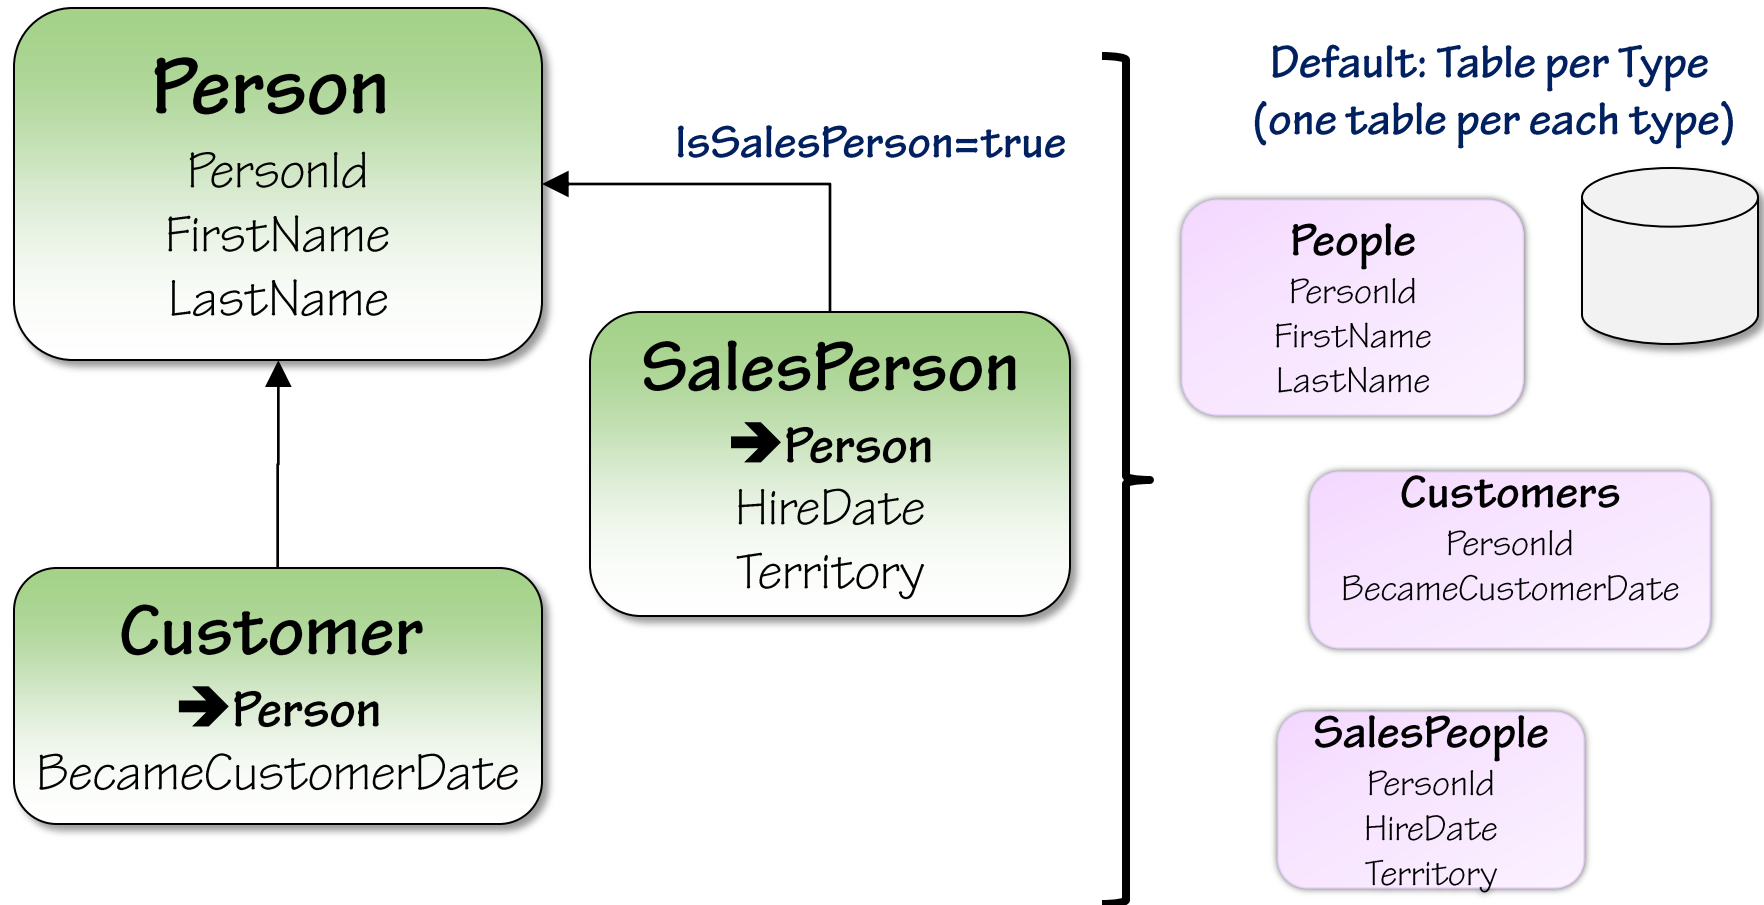 Person
PersonId
FirstName
LastName
IsSalesPerson=true
SalesPerson
➔Person
HireDate
Territory
Customer
➔Person
BecameCustomerDate
Default: Table per Type
(one table per each type)
People
PersonId
FirstName
LastName
Customers
PersonId
BecameCustomerDate
SalesPeople
PersonId
HireDate
Territory